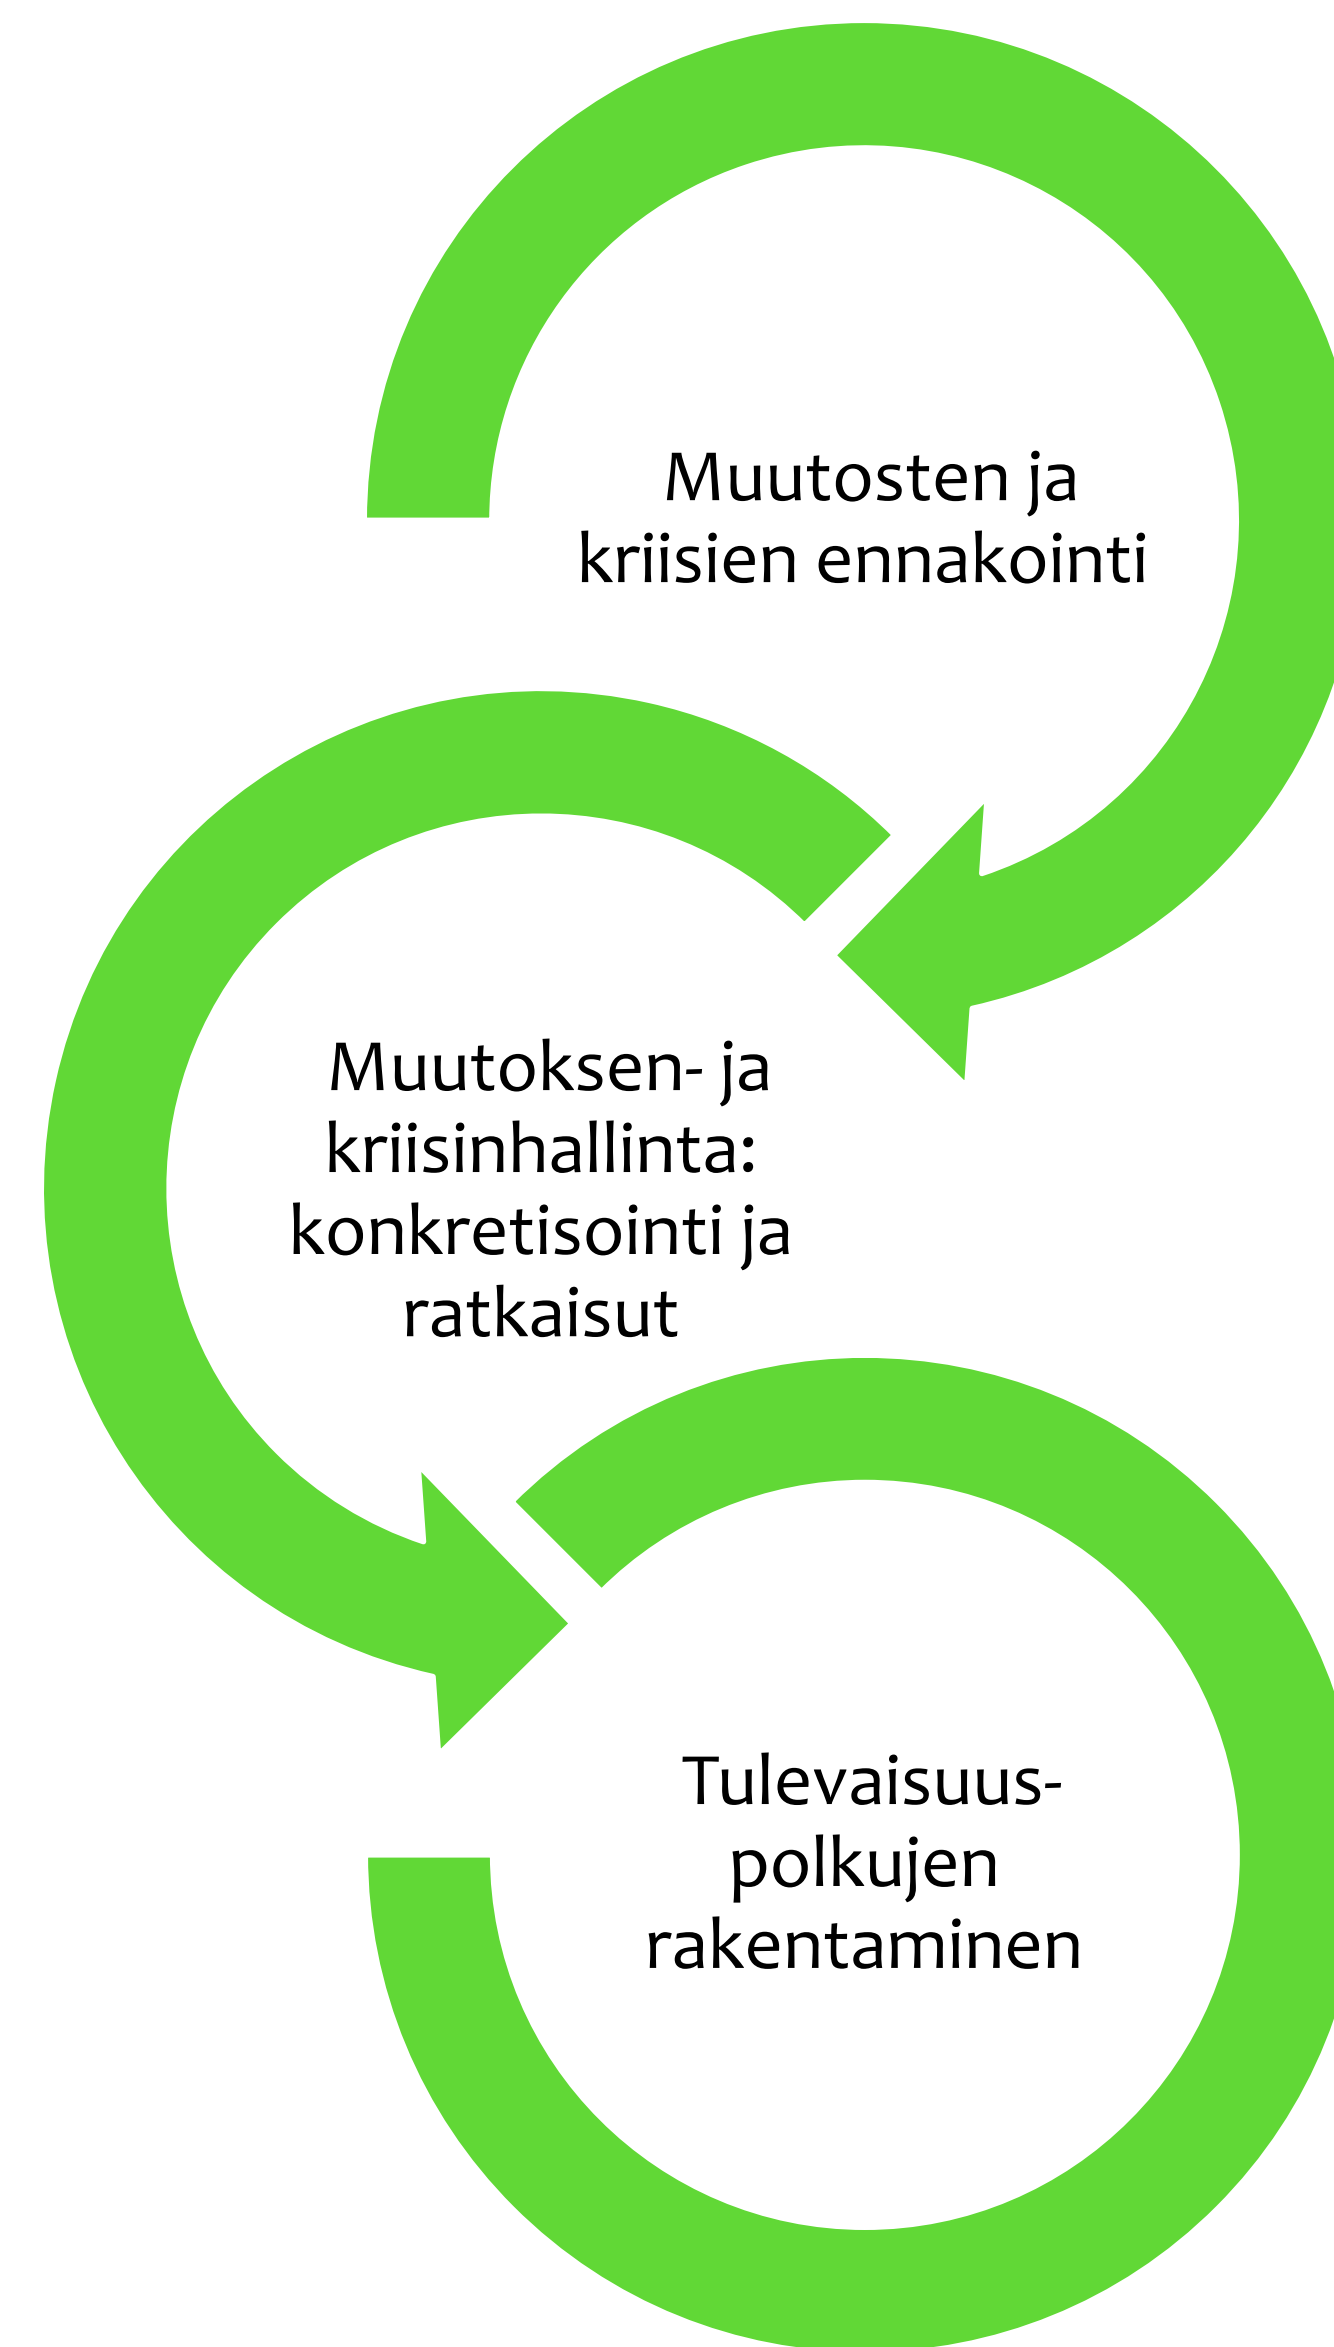 Muutosten ja
kriisien ennakointi
Muutoksen- ja
kriisinhallinta:
konkretisointi ja
ratkaisut
Tulevaisuus-
polkujen
rakentaminen